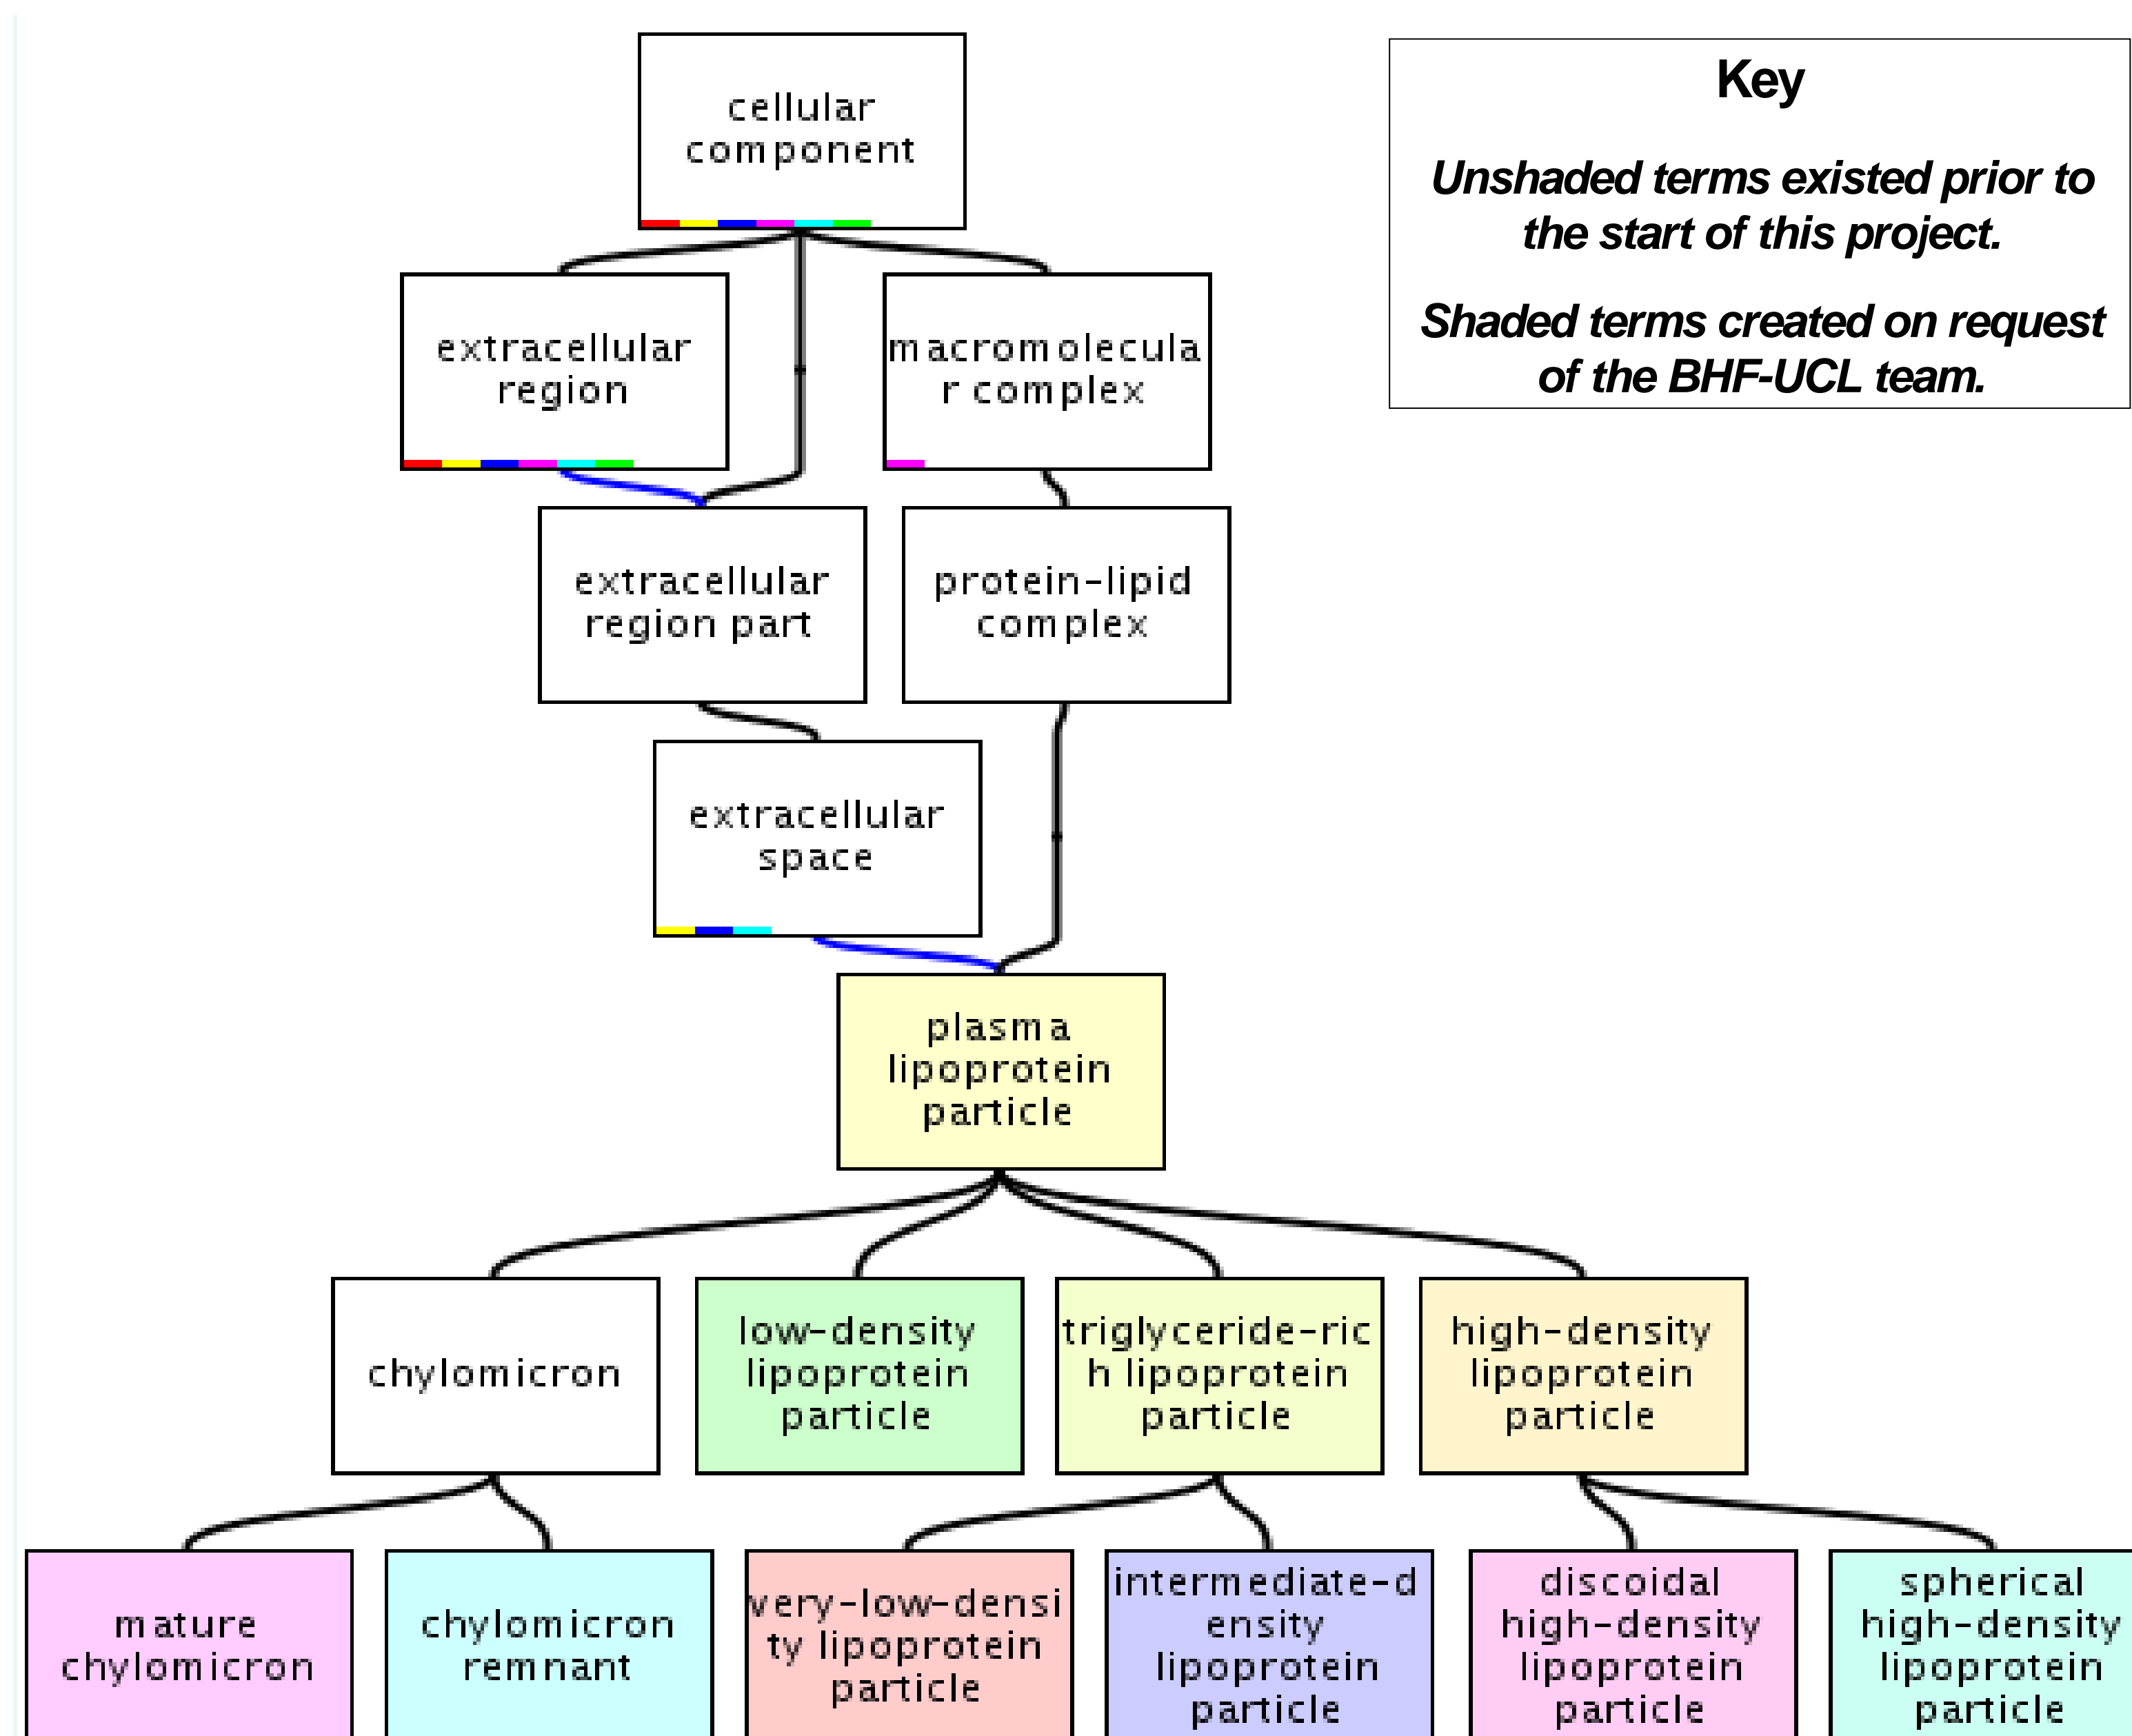 cellular
component
Key
Unshaded terms existed prior to
the start of this project.
Shaded terms created on request
of the BHF-UCL team.
extracellular
region
macromolecula
r complex
extracellular
region part
protein-lipid
complex
extracellular
space
plasma
lipoprotein
particle
chylomicron
low-density
lipoprotein
particle
triglyceride-ric
h lipoprotein
particle
high-density
lipoprotein
particle
mature
chylomicron
chylomicron
remnant
very-low-densi
ty lipoprotein
particle
intermediate-d
ensity
lipoprotein
particle
discoidal
high-density
lipoprotein
particle
spherical
high-density
lipoprotein
particle